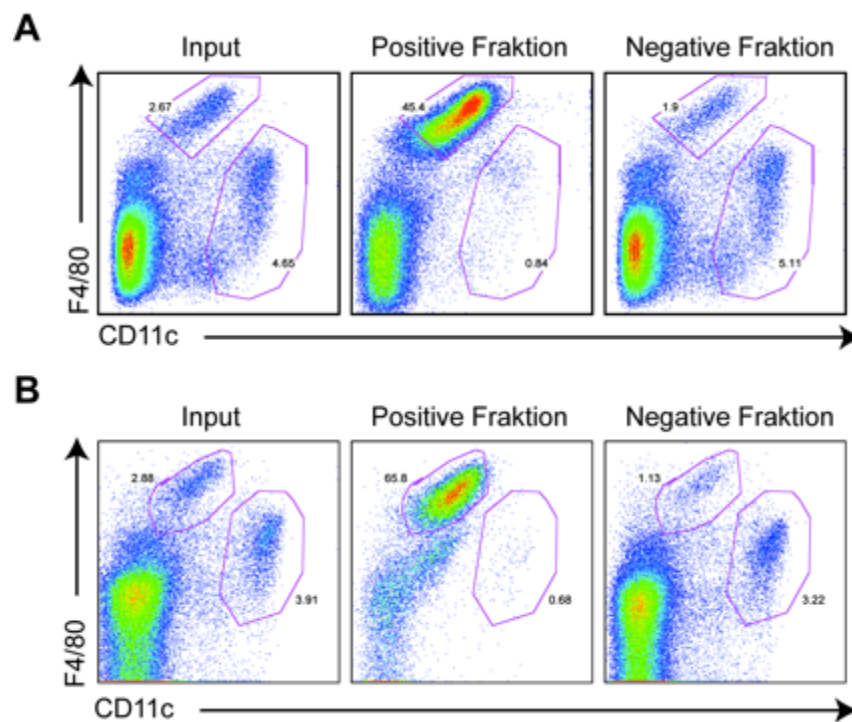 A
Input
Positive Fraktion
Negative Fraktion
2.67
4.65
45.4
0.84
1.9
5.11
F4/80
CD11c
B
Input
Positive Fraktion
Negative Fraktion
2.88
3.91
65.8
0.68
1.13
3.22
F4/80
CD11c